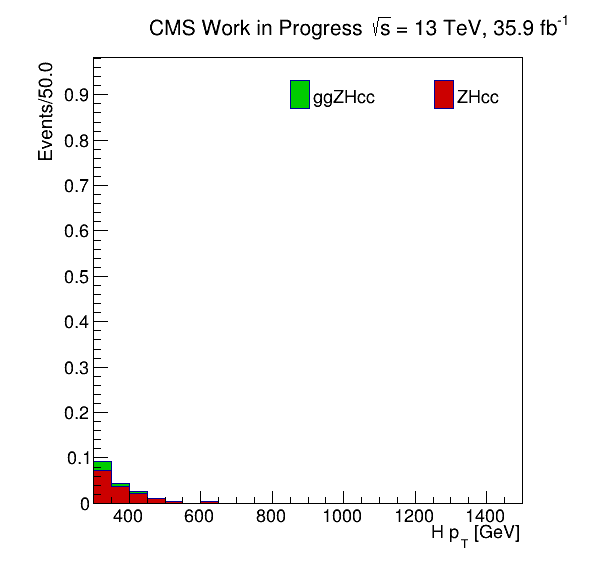 CMS Work in Progress √s = 13 TeV, 35.9 fb⁻¹
Events/50.0
ggZHcc
ZHcc
0.9
0.8
0.7
0.6
0.5
0.4
0.3
0.2
0.1
0
400 600 800 1000 1200 1400
H p_T [GeV]